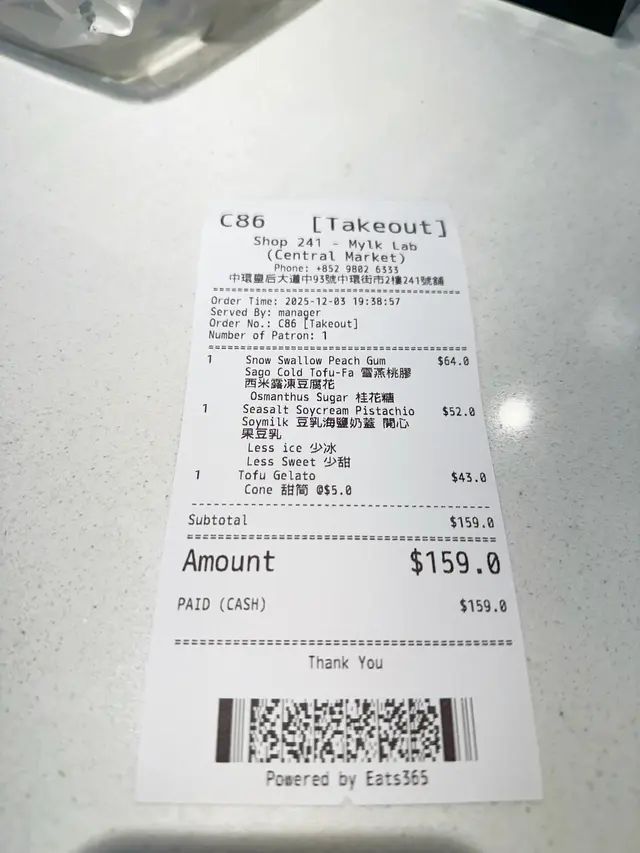 C86 [Takeout]
Shop 241 - Mylk Lab
(Central Market)
Phone: +852 9802 6333
中環皇后大道中93號中環街市2樓241號舖
Order Time: 2025-12-03 19:38:57
Served By: manager
Order No.: C86 [Takeout]
Number of Patron: 1
1 Snow Swallow Peach Gum $64.0
Sago Cold Tofu-Fa 雪燕桃膠
西米露凍豆腐花
Osmanthus Sugar 桂花糖
1 Seasalt Soycream Pistachio $52.0
Soymilk 豆乳海鹽奶蓋 開心
果豆乳
Less ice 少冰
Less Sweet 少甜
1 Tofu Gelato $43.0
Cone 甜筒 @$5.0
Subtotal $159.0
Amount $159.0
PAID (CASH) $159.0
Thank You
Powered by Eats365